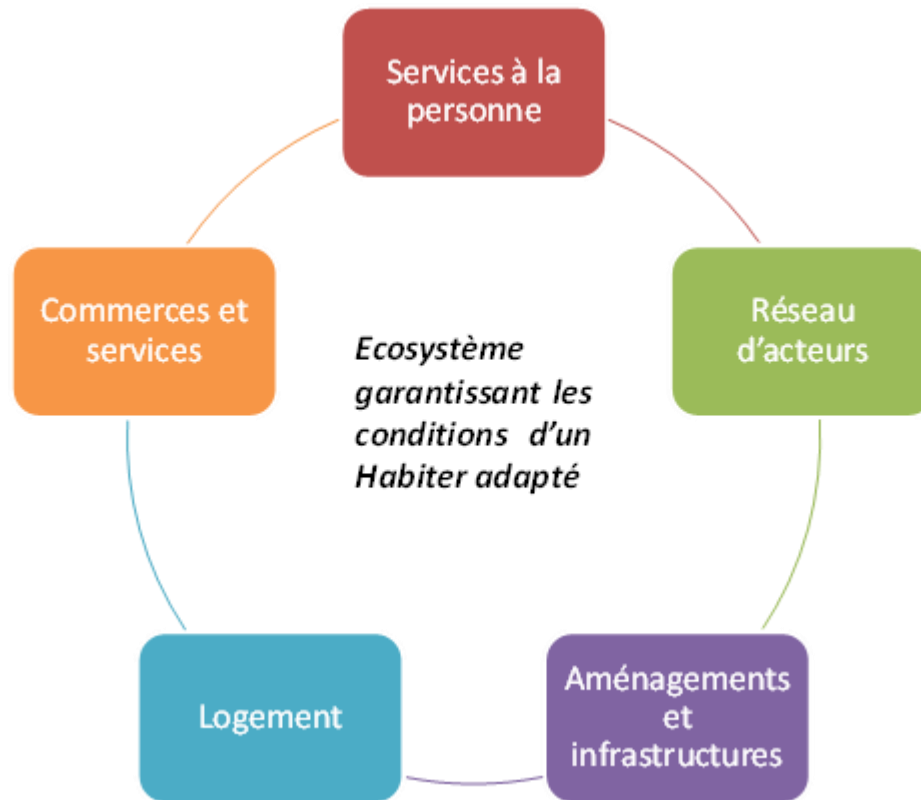 Services à la
personne
Commerces et
services
Réseau
d'acteurs
Ecosystème
garantissant les
conditions d'un
Habiter adapté
Logement
Aménagements
et
infrastructures